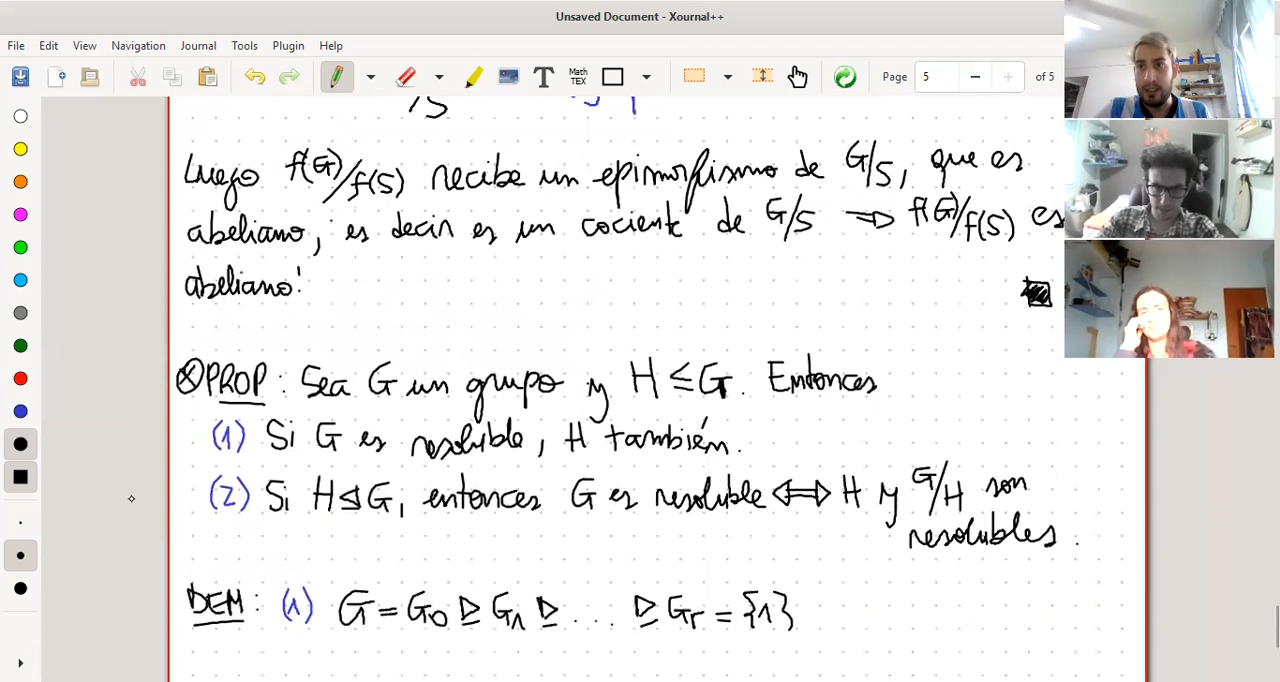 Unsaved Document - Xournal++
File Edit View Navigation Journal Tools Plugin Help
T Math TEX Page 5 of 5
Luego f(G)/f(S) recibe un epimorfismo de G/S, que es
abeliano, es decir es un cociente de G/S ⟹ f(G)/f(S) es
abeliano!
⊗PROP: Sea G un grupo y H ≤ G. Entonces
(1) Si G es resoluble, H también.
(2) Si H ⊴ G, entonces G es resoluble ⟺ H y G/H son
resolubles.
DEM: (1) G = G₀ ⊵ G₁ ⊵ ... ⊵ Gr = {1}